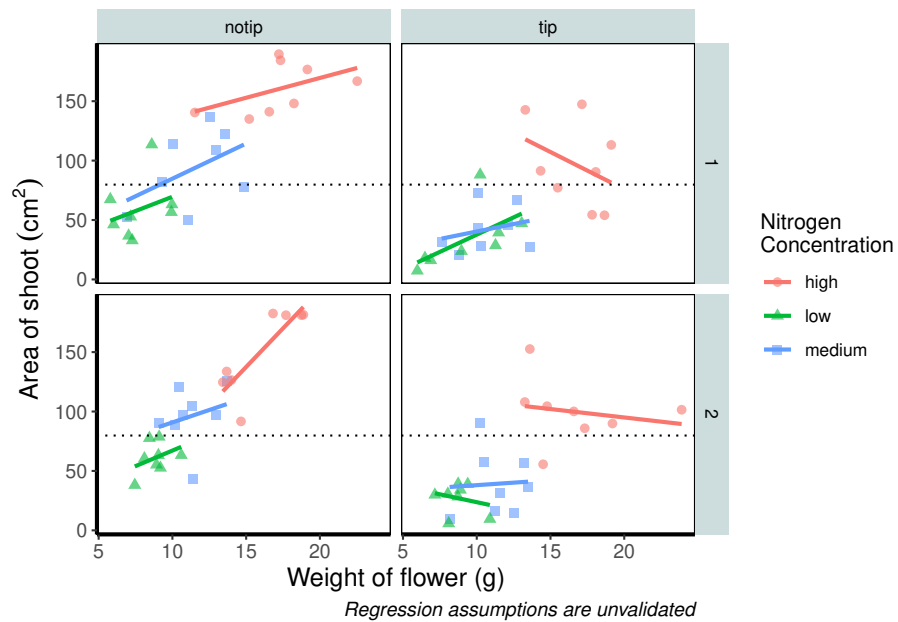 notip
tip
150
100
50
0
1
150
100
50
0
2
5
10
15
20
5
10
15
20
Area of shoot (cm²)
Weight of flower (g)
Regression assumptions are unvalidated
Nitrogen
Concentration
high
low
medium